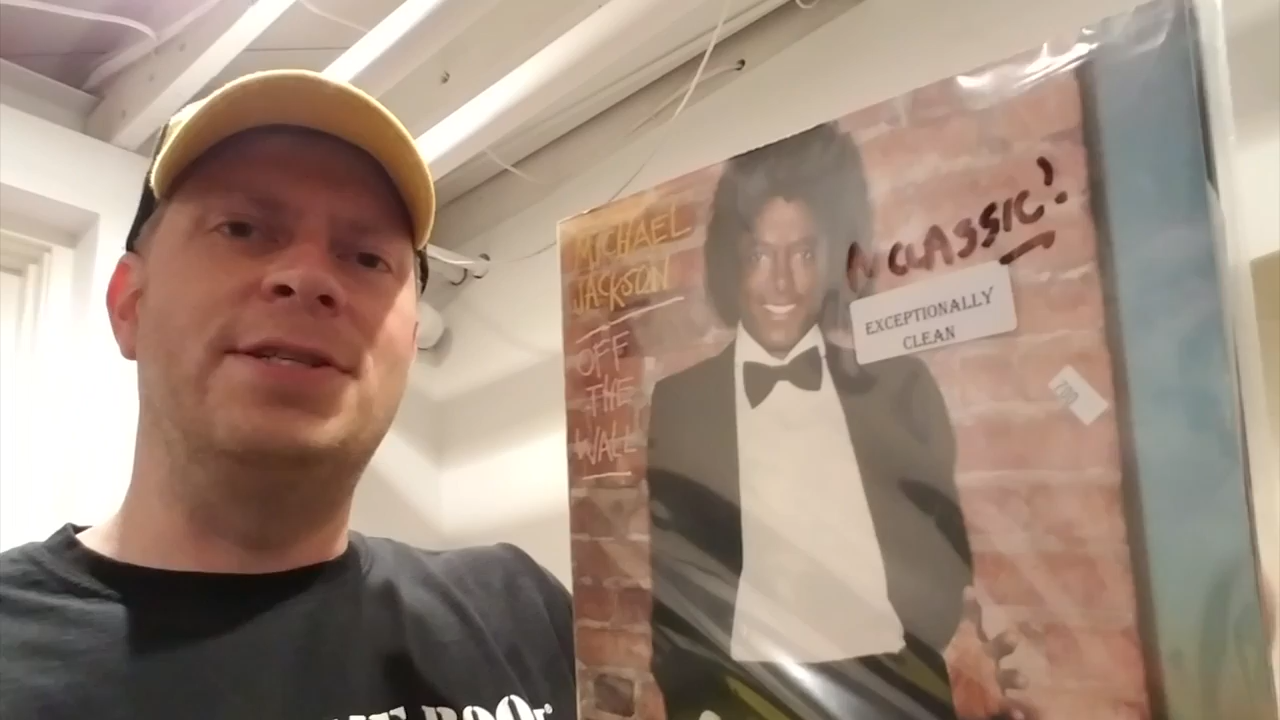 MICHAEL
JACKSON
OFF
THE
WALL
A CLASSIC!
EXCEPTIONALLY
CLEAN